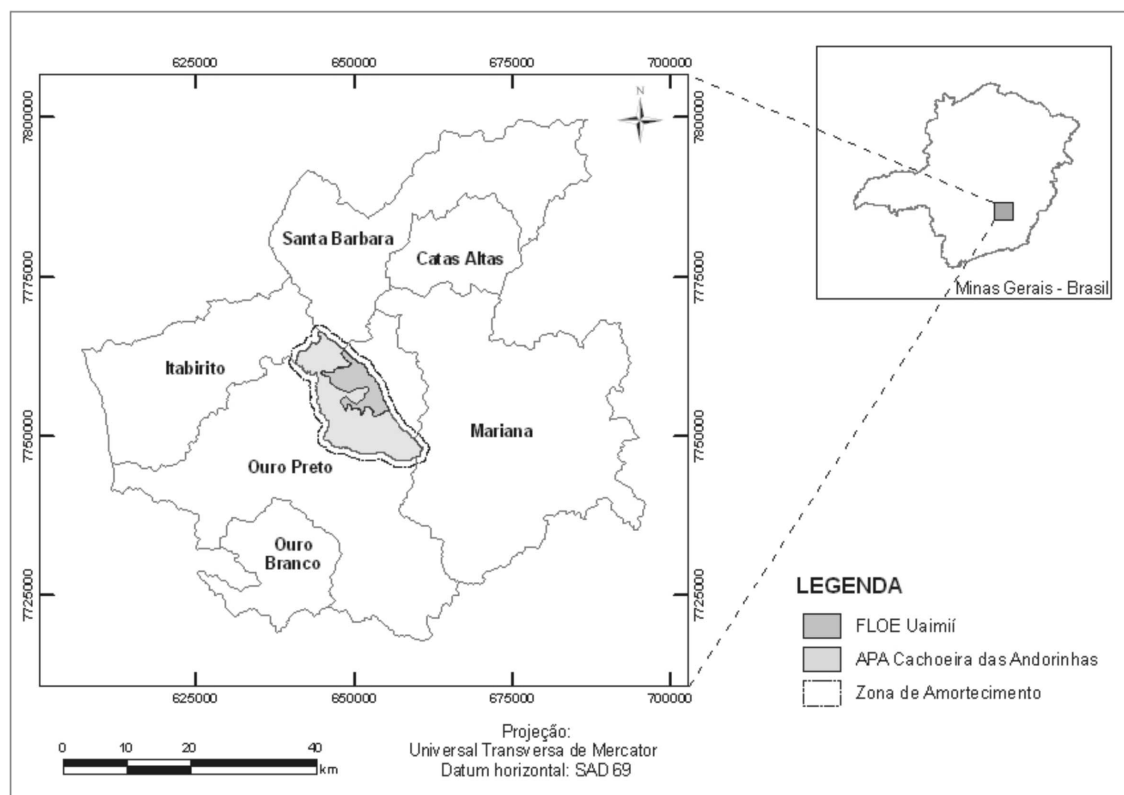 625000
650000
675000
700000
7800000
7775000
7750000
7725000
7800000
7775000
7750000
7725000
N
Santa Barbara
Catas Altas
Itabirito
Mariana
Ouro Preto
Ouro
Branco
625000
650000
675000
700000
Minas Gerais - Brasil
LEGENDA
FLOE Uaimií
APA Cachoeira das Andorinhas
Zona de Amortecimento
0 10 20 40
km
Projeção:
Universal Transversa de Mercator
Datum horizontal: SAD 69